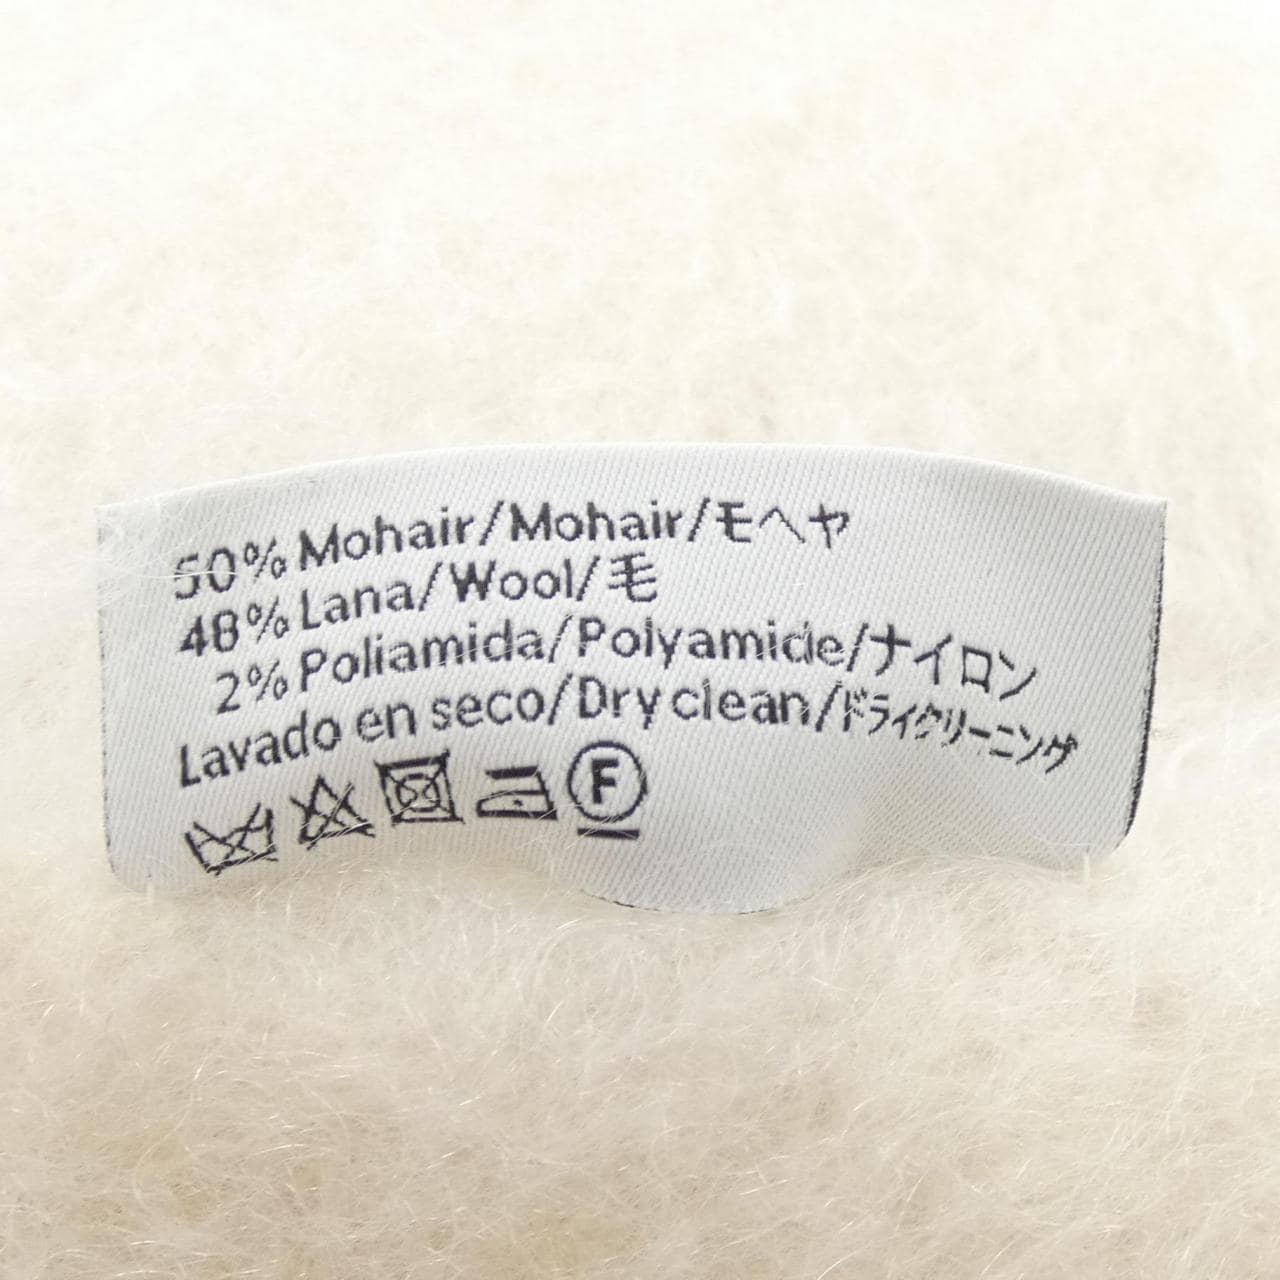 50% Mohair/Mohair/モヘヤ
48% Lana/Wool/毛
2% Poliamida/Polyamide/ナイロン
Lavado en seco/Dry clean/ドライクリーニング
F